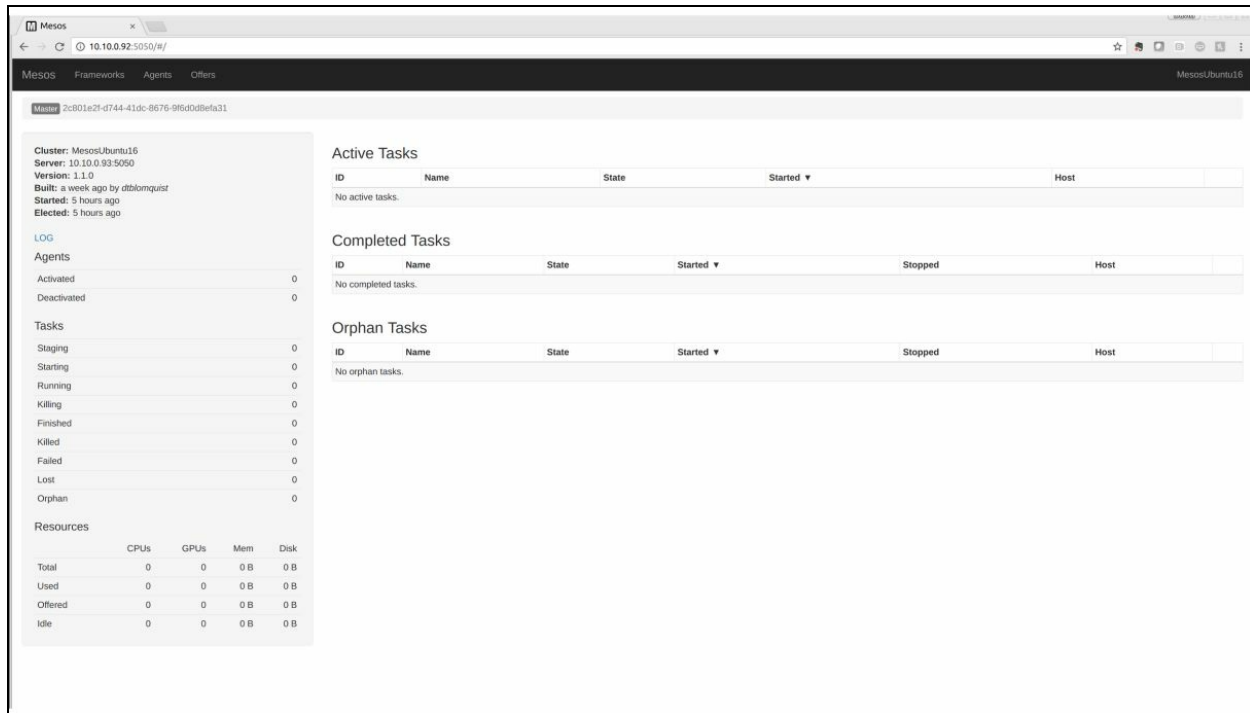 Mesos
10.10.0.92:5050/#/
Mesos Frameworks Agents Offers MesosUbuntu16
Master 2c801e2f-d744-41dc-8676-9f6d0d8efa31
Cluster: MesosUbuntu16
Server: 10.10.0.93:5050
Version: 1.1.0
Built: a week ago by dtblomquist
Started: 5 hours ago
Elected: 5 hours ago
LOG
Agents
Activated 0
Deactivated 0
Tasks
Staging 0
Starting 0
Running 0
Killing 0
Finished 0
Killed 0
Failed 0
Lost 0
Orphan 0
Resources
CPUs GPUs Mem Disk
Total 0 0 0 B 0 B
Used 0 0 0 B 0 B
Offered 0 0 0 B 0 B
Idle 0 0 0 B 0 B
Active Tasks
ID Name State Started ▼ Host
No active tasks.
Completed Tasks
ID Name State Started ▼ Stopped Host
No completed tasks.
Orphan Tasks
ID Name State Started ▼ Stopped Host
No orphan tasks.